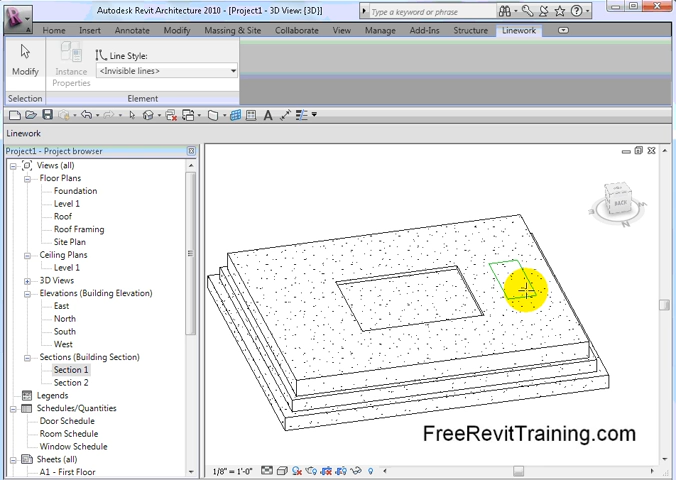 Autodesk Revit Architecture 2010 - [Project1 - 3D View: {3D}]
Type a keyword or phrase
Home Insert Annotate Modify Massing & Site Collaborate View Manage Add-Ins Structure Linework
Modify
Instance
Properties
Line Style:
<Invisible lines>
Selection
Element
A
Linework
Project1 - Project browser
Views (all)
Floor Plans
Foundation
Level 1
Roof
Roof Framing
Site Plan
Ceiling Plans
Level 1
3D Views
Elevations (Building Elevation)
East
North
South
West
Sections (Building Section)
Section 1
Section 2
Legends
Schedules/Quantities
Door Schedule
Room Schedule
Window Schedule
Sheets (all)
A1 - First Floor
BACK
FreeRevitTraining.com
1/8" = 1'-0"